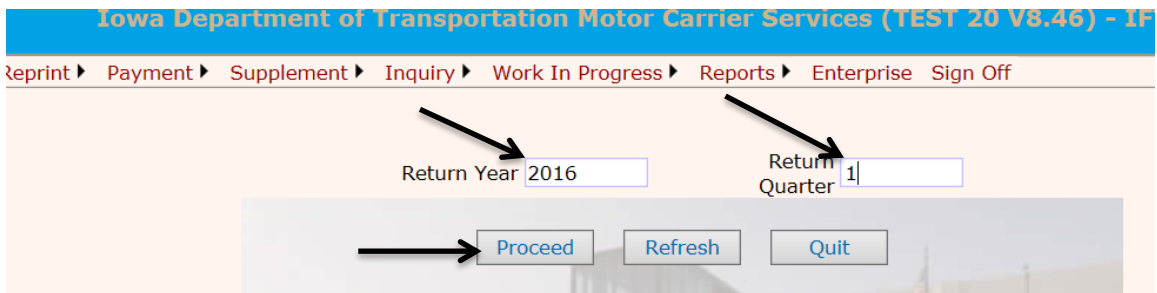 Iowa Department of Transportation Motor Carrier Services (TEST 20 V8.46) - IF
Reprint Payment Supplement Inquiry Work In Progress Reports Enterprise Sign Off
Return Year 2016 Return Quarter 1
Proceed Refresh Quit